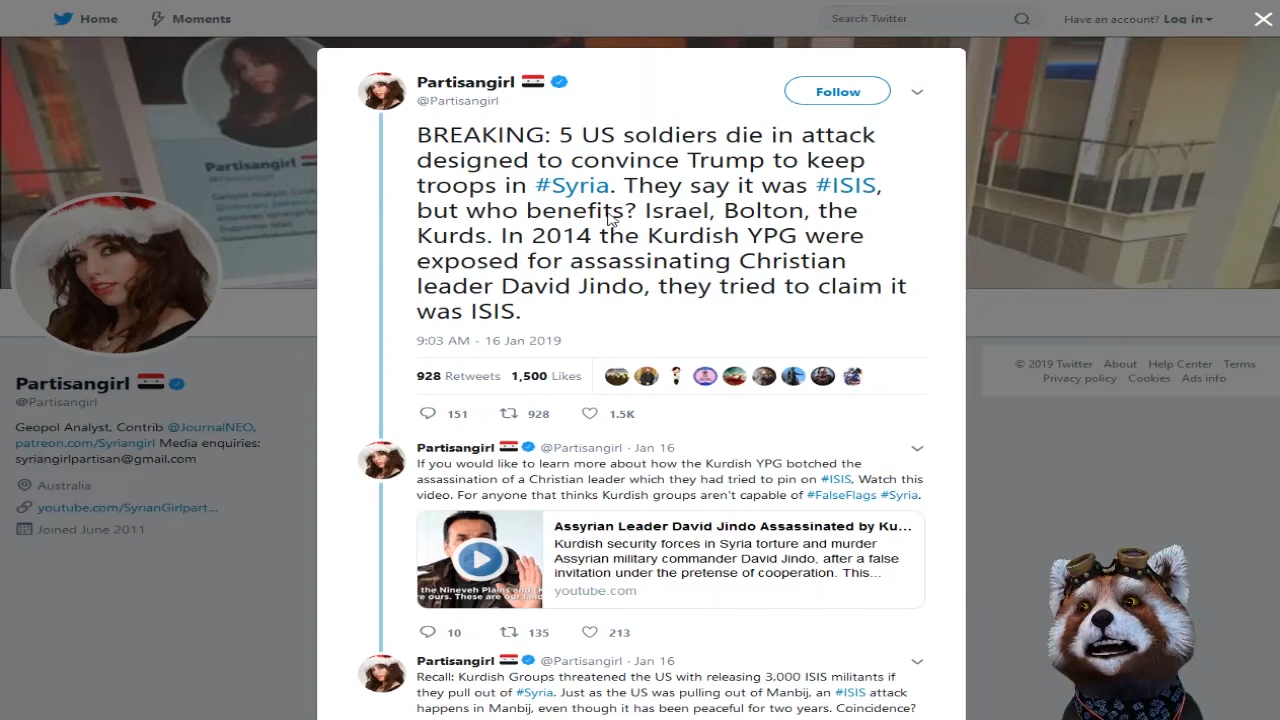 Home
Moments
Search Twitter
Have an account? Log in
Partisangirl
@Partisangirl
Follow
BREAKING: 5 US soldiers die in attack
designed to convince Trump to keep
troops in #Syria. They say it was #ISIS,
but who benefits? Israel, Bolton, the
Kurds. In 2014 the Kurdish YPG were
exposed for assassinating Christian
leader David Jindo, they tried to claim it
was ISIS.
9:03 AM - 16 Jan 2019
928 Retweets 1,500 Likes
151 928 1.5K
Partisangirl @Partisangirl · Jan 16
If you would like to learn more about how the Kurdish YPG botched the
assassination of a Christian leader which they had tried to pin on #ISIS, Watch this
video. For anyone that thinks Kurdish groups aren't capable of #FalseFlags #Syria.
Assyrian Leader David Jindo Assassinated by Ku...
Kurdish security forces in Syria torture and murder
Assyrian military commander David Jindo, after a false
invitation under the pretense of cooperation. This...
youtube.com
the Nineveh Plains and
ours. These are our land
10 135 213
Partisangirl @Partisangirl · Jan 16
Recall: Kurdish Groups threatened the US with releasing 3,000 ISIS militants if
they pull out of #Syria. Just as the US was pulling out of Manbij, an #ISIS attack
happens in Manbij, even though it has been peaceful for two years. Coincidence?
Partisangirl
Partisangirl
@Partisangirl
Geopol Analyst, Contrib @JournalNEO,
patreon.com/Syriangirl Media enquiries:
syriangirlpartisan@gmail.com
Australia
youtube.com/SyrianGirlpart...
Joined June 2011
© 2019 Twitter About Help Center Terms
Privacy policy Cookies Ads info